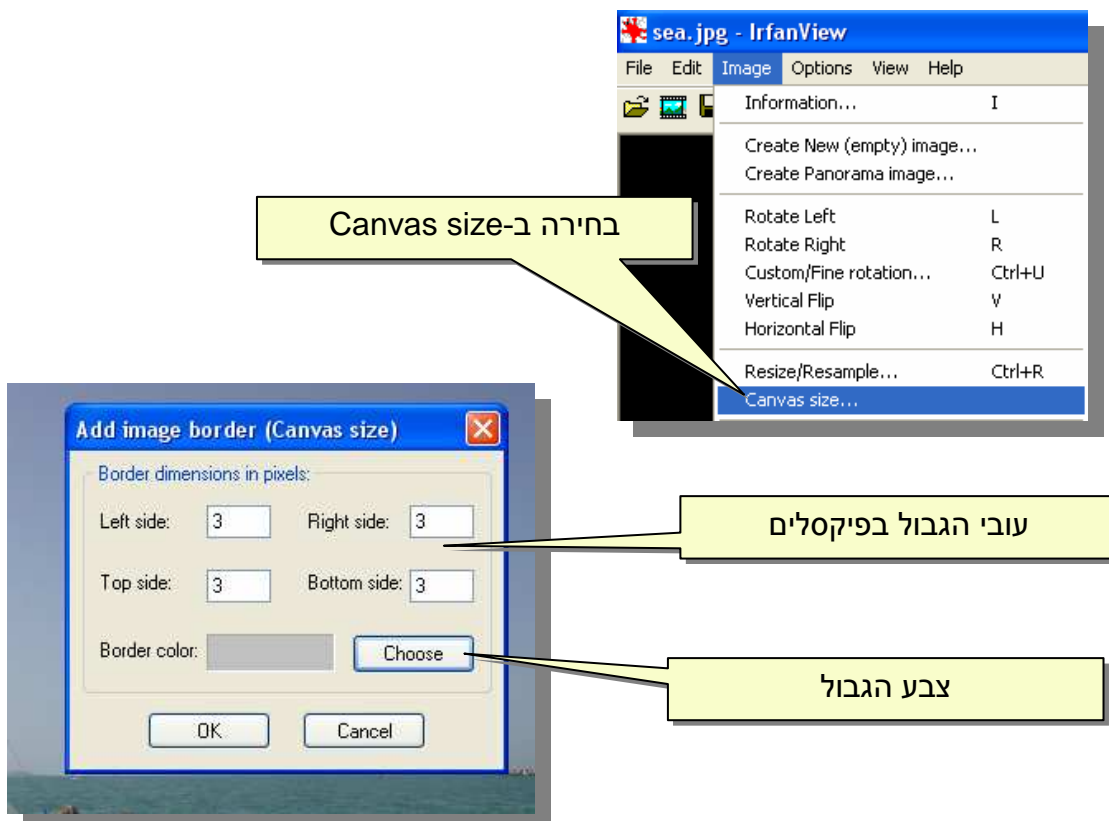 sea.jpg - IrfanView
File Edit Image Options View Help
Information... I
Create New (empty) image...
Create Panorama image...
Rotate Left L
Rotate Right R
Custom/Fine rotation... Ctrl+U
Vertical Flip V
Horizontal Flip H
Resize/Resample... Ctrl+R
Canvas size...
בחירה ב-Canvas size
Add image border (Canvas size)
Border dimensions in pixels:
Left side: 3 Right side: 3
Top side: 3 Bottom side: 3
Border color: Choose
OK Cancel
עובי הגבול בפיקסלים
צבע הגבול